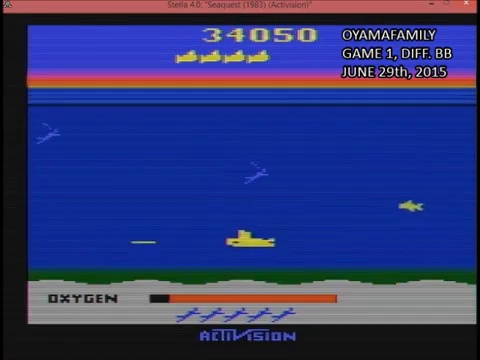 Stella 4.0: "Seaquest (1983) (Activision)"
34050
OYAMAFAMILY
GAME 1, DIFF. BB
JUNE 29th, 2015
OXYGEN
ACTIVISION